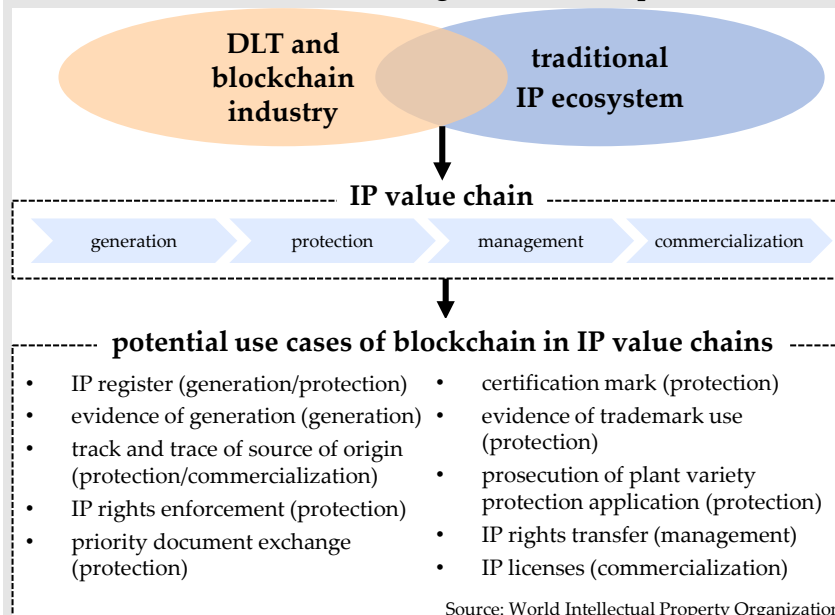 DLT and
blockchain
industry
traditional
IP ecosystem
IP value chain
generation
protection
management
commercialization
potential use cases of blockchain in IP value chains
• IP register (generation/protection)
• evidence of generation (generation)
• track and trace of source of origin
(protection/commercialization)
• IP rights enforcement (protection)
• priority document exchange
(protection)
• certification mark (protection)
• evidence of trademark use
(protection)
• prosecution of plant variety
protection application (protection)
• IP rights transfer (management)
• IP licenses (commercialization)
Source: World Intellectual Property Organization